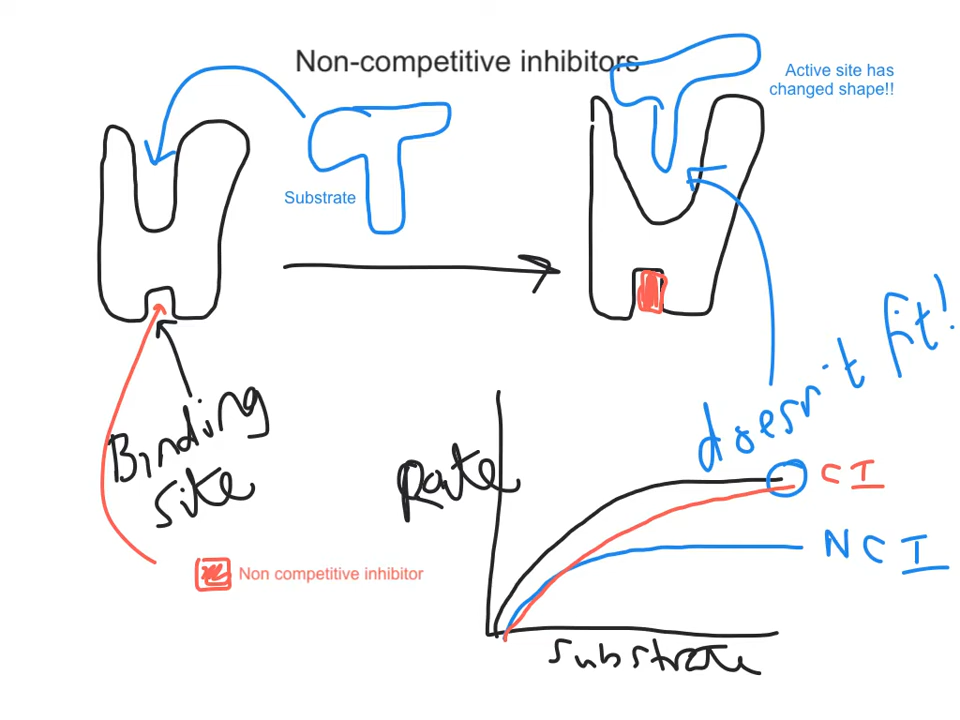 Non-competitive inhibitors
Active site has
changed shape!!
Substrate
Binding
site
doesn't fit!
Rate
CI
NCI
Non competitive inhibitor
substrate